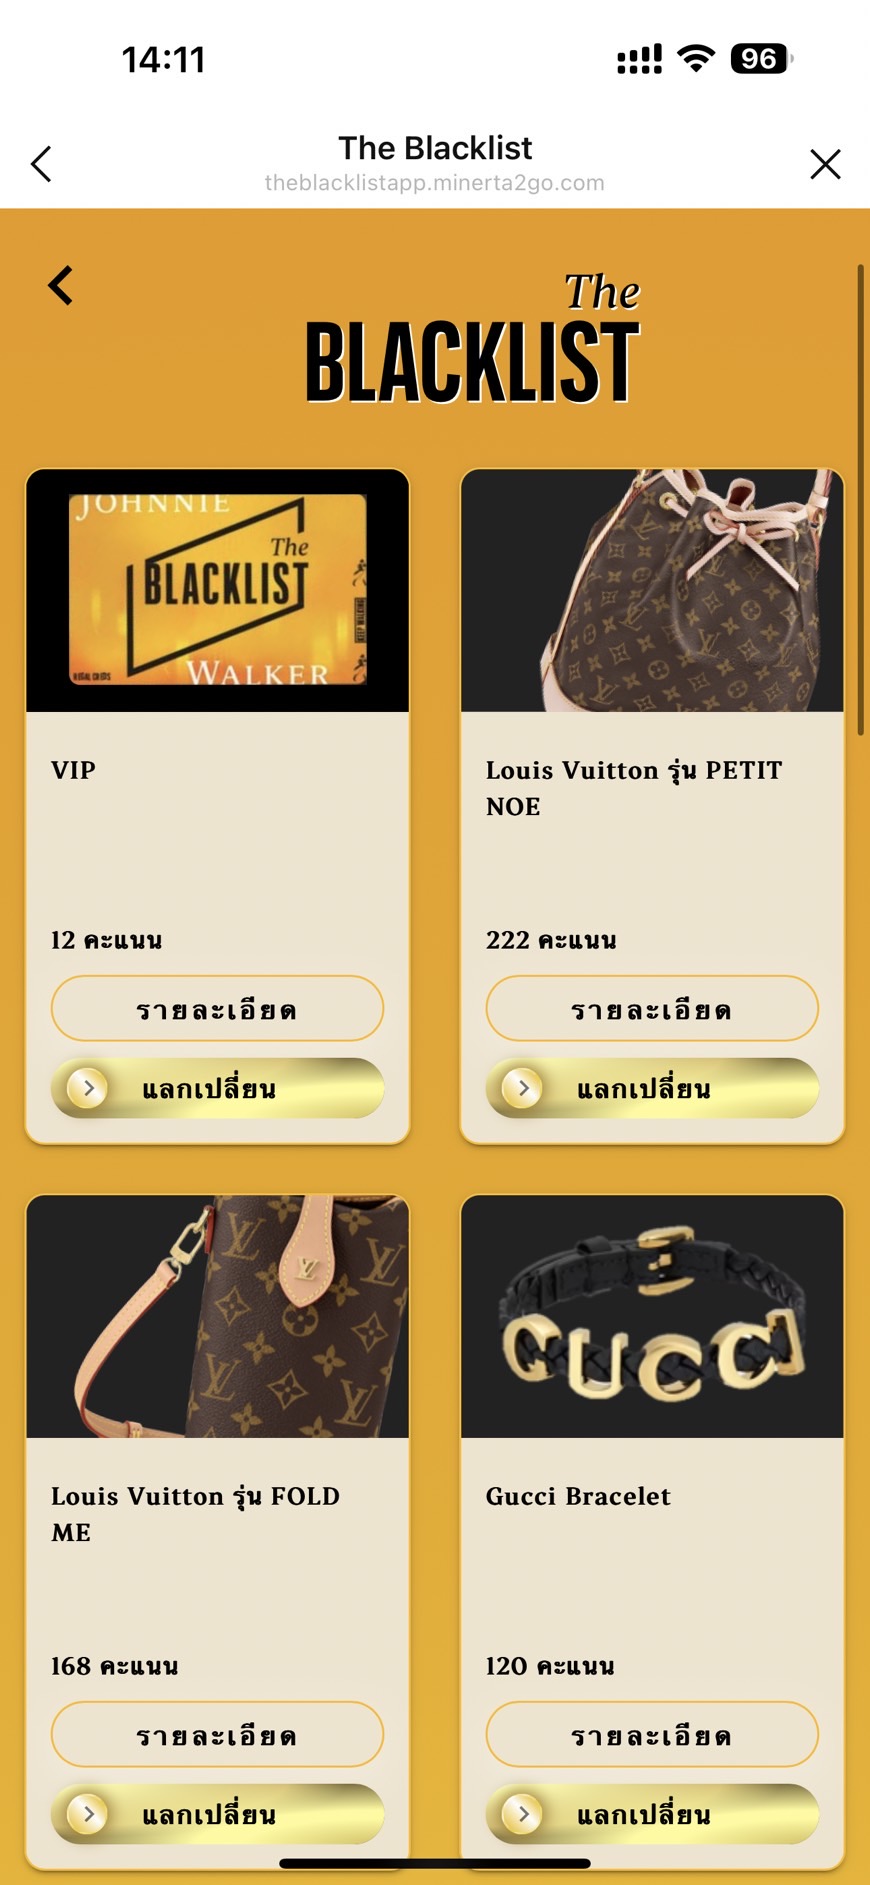 14:11
96
The Blacklist
theblacklistapp.minerta2go.com
The
BLACKLIST
JOHNNIE
The
BLACKLIST
KEEP WALKING
WALKER
VIP
12 คะแนน
รายละเอียด
แลกเปลี่ยน
Louis Vuitton รุ่น PETIT
NOE
222 คะแนน
รายละเอียด
แลกเปลี่ยน
LV
Louis Vuitton รุ่น FOLD
ME
168 คะแนน
รายละเอียด
แลกเปลี่ยน
GUCCI
Gucci Bracelet
120 คะแนน
รายละเอียด
แลกเปลี่ยน